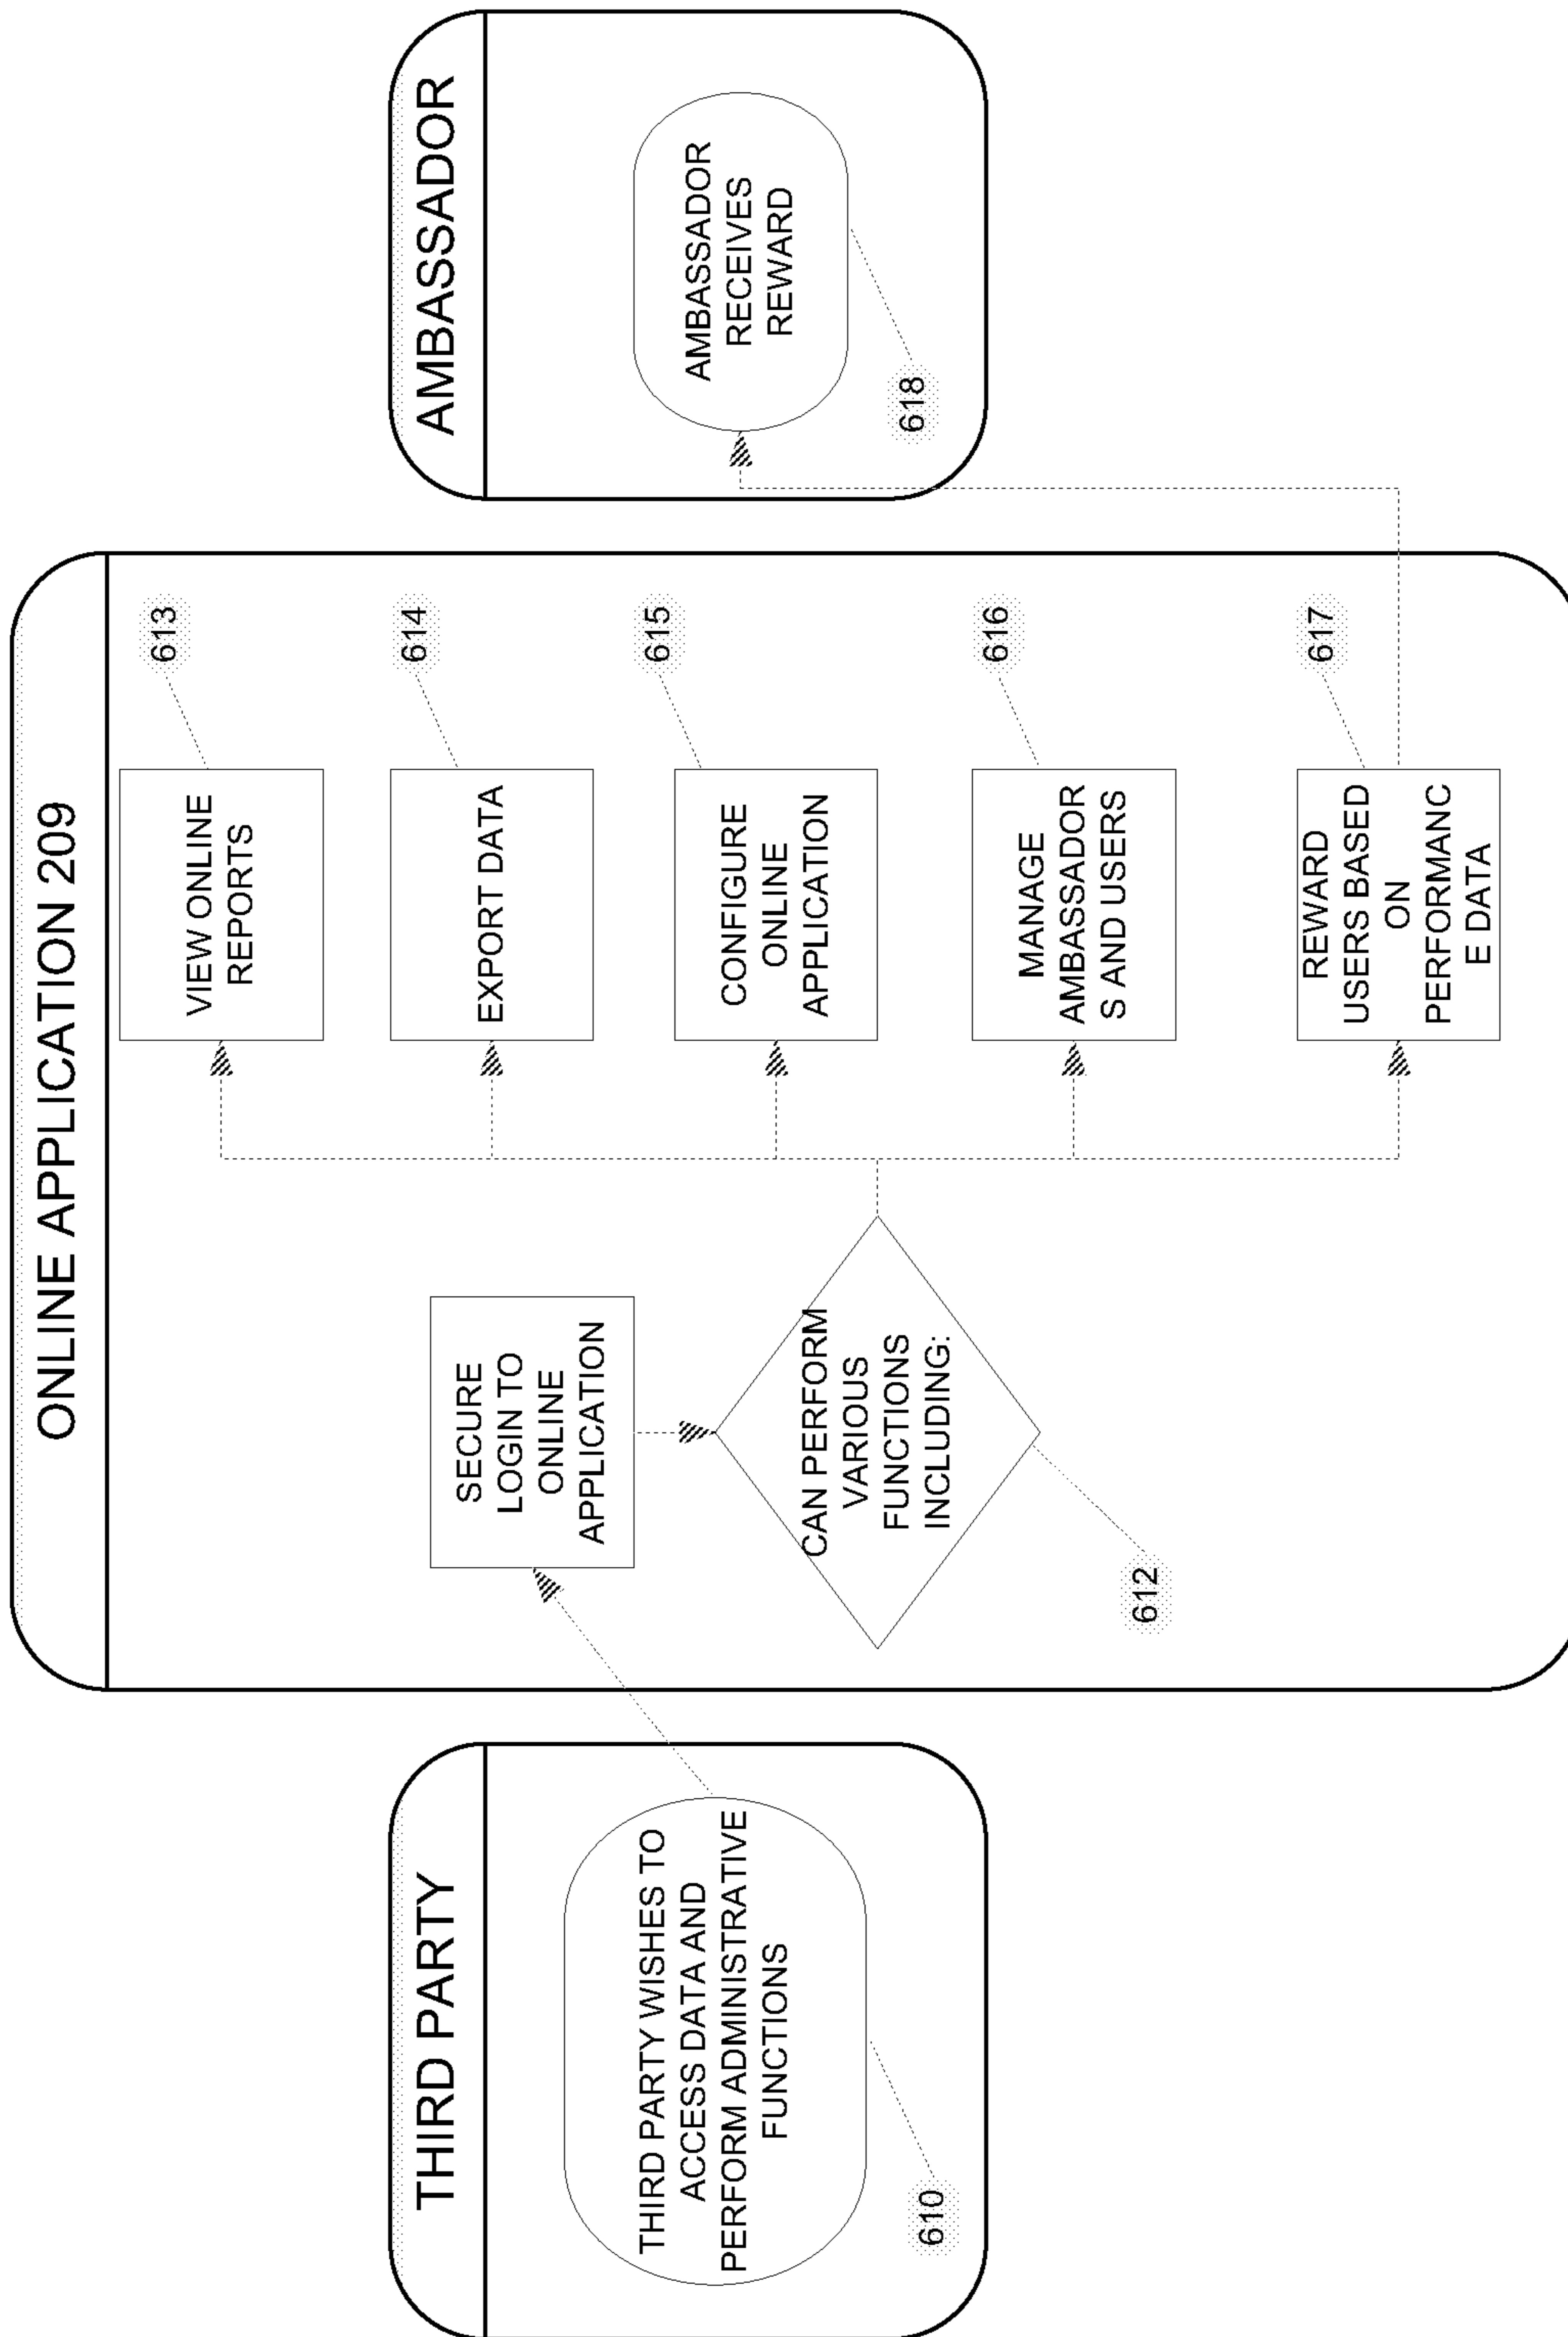 THIRD PARTY
THIRD PARTY WISHES TO
ACCESS DATA AND
PERFORM ADMINISTRATIVE
FUNCTIONS
610
ONLINE APPLICATION 209
SECURE
LOGIN TO
ONLINE
APPLICATION
CAN PERFORM
VARIOUS
FUNCTIONS
INCLUDING:
612
VIEW ONLINE
REPORTS
613
EXPORT DATA
614
CONFIGURE
ONLINE
APPLICATION
615
MANAGE
AMBASSADOR
S AND USERS
616
REWARD
USERS BASED
ON
PERFORMANC
E DATA
617
AMBASSADOR
AMBASSADOR
RECEIVES
REWARD
618